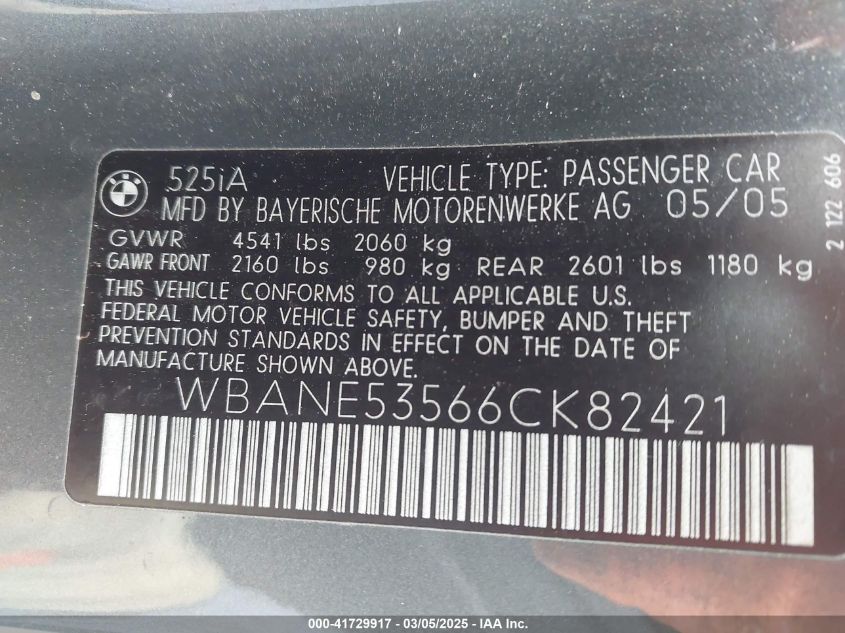 BMW
525iA VEHICLE TYPE: PASSENGER CAR
MFD BY BAYERISCHE MOTORENWERKE AG 05/05
GVWR 4541 lbs 2060 kg
GAWR FRONT 2160 lbs 980 kg REAR 2601 lbs 1180 kg
THIS VEHICLE CONFORMS TO ALL APPLICABLE U.S.
FEDERAL MOTOR VEHICLE SAFETY, BUMPER AND THEFT
PREVENTION STANDARDS IN EFFECT ON THE DATE OF
MANUFACTURE SHOWN ABOVE.
WBANE53566CK82421
2 122 606
000-41729917 - 03/05/2025 - IAA Inc.